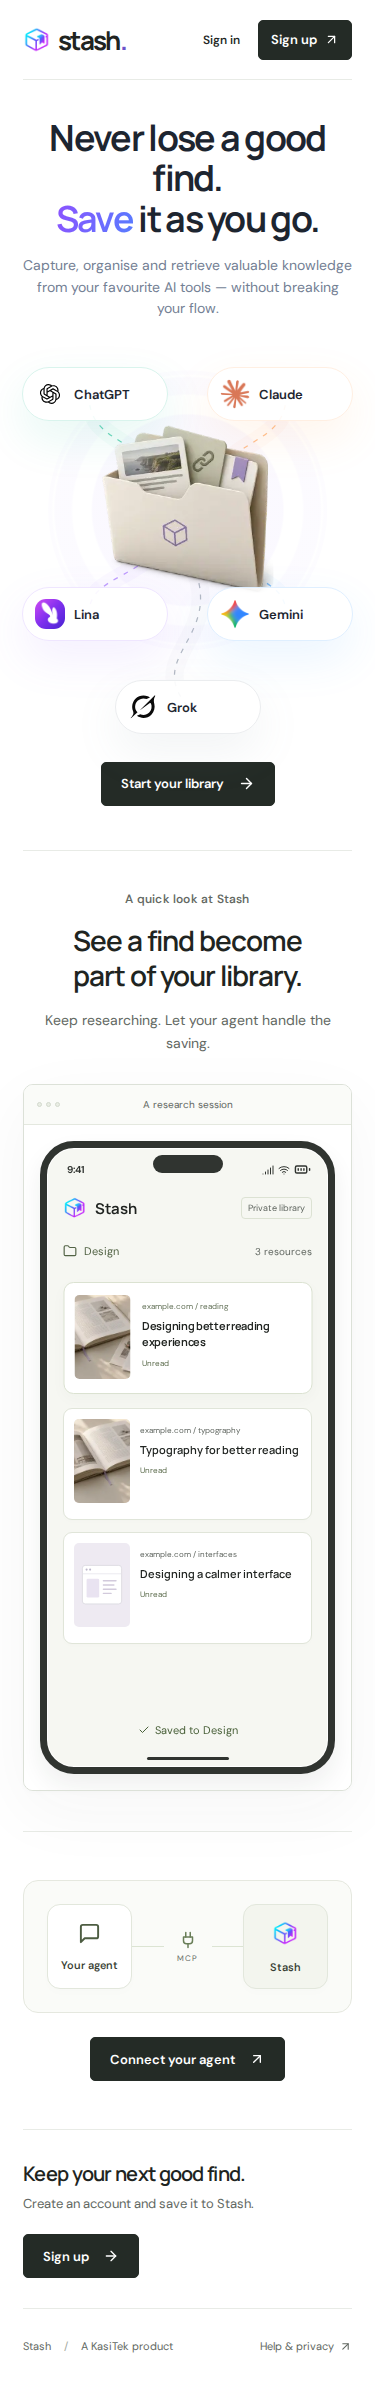 stash.
Sign in
Sign up
Never lose a good
find.
Save it as you go.
Capture, organise and retrieve valuable knowledge
from your favourite AI tools — without breaking
your flow.
ChatGPT
Claude
Lina
Gemini
Grok
Start your library
A quick look at Stash
See a find become
part of your library.
Keep researching. Let your agent handle the
saving.
A research session
9:41
Stash
Private library
Design
3 resources
example.com / reading
Designing better reading
experiences
Unread
example.com / typography
Typography for better reading
Unread
example.com / interfaces
Designing a calmer interface
Unread
Saved to Design
Your agent
MCP
Stash
Connect your agent
Keep your next good find.
Create an account and save it to Stash.
Sign up
Stash / A KasiTek product
Help & privacy